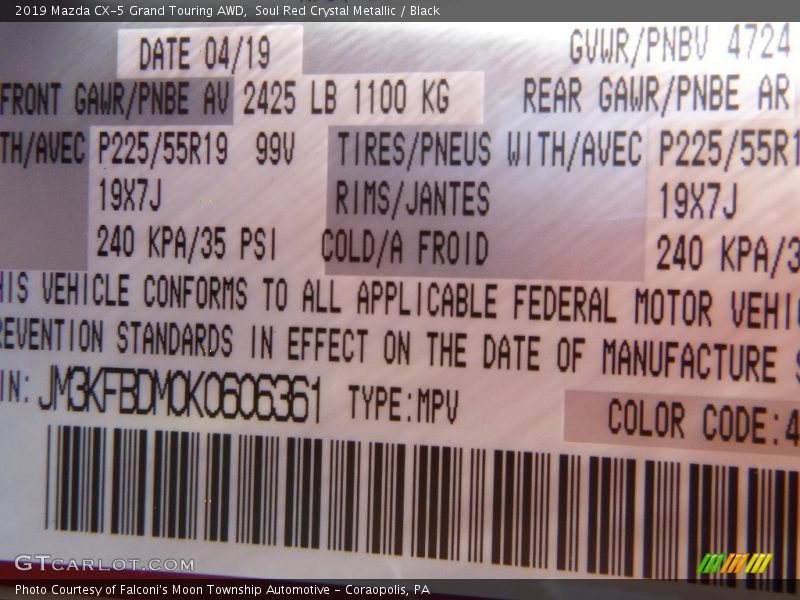 2019 Mazda CX-5 Grand Touring AWD, Soul Red Crystal Metallic / Black
DATE 04/19 GVWR/PNBV 4724
FRONT GAWR/PNBE AV 2425 LB 1100 KG REAR GAWR/PNBE AR
TH/AVEC P225/55R19 99V TIRES/PNEUS WITH/AVEC P225/55R1
19X7J RIMS/JANTES 19X7J
240 KPA/35 PSI COLD/A FROID 240 KPA/3
HIS VEHICLE CONFORMS TO ALL APPLICABLE FEDERAL MOTOR VEHI
REVENTION STANDARDS IN EFFECT ON THE DATE OF MANUFACTURE S
IN: JM3KFBDM0K0606361 TYPE:MPV COLOR CODE:4
GTCARLOT.COM
Photo Courtesy of Falconi's Moon Township Automotive - Coraopolis, PA